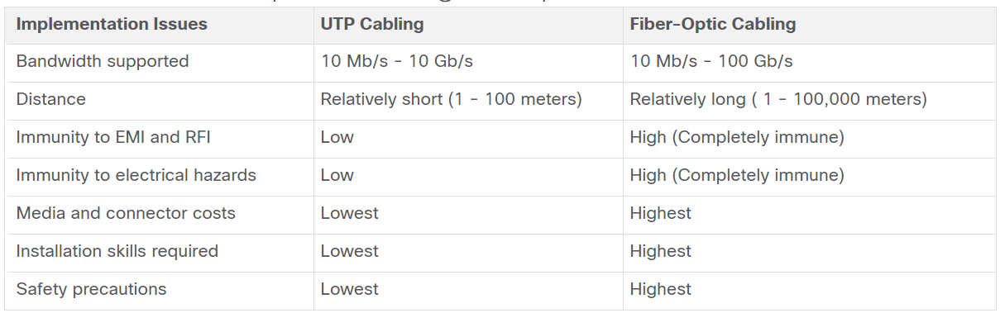 Implementation Issues UTP Cabling Fiber-Optic Cabling
Bandwidth supported 10 Mb/s - 10 Gb/s 10 Mb/s - 100 Gb/s
Distance Relatively short (1 - 100 meters) Relatively long ( 1 - 100,000 meters)
Immunity to EMI and RFI Low High (Completely immune)
Immunity to electrical hazards Low High (Completely immune)
Media and connector costs Lowest Highest
Installation skills required Lowest Highest
Safety precautions Lowest Highest